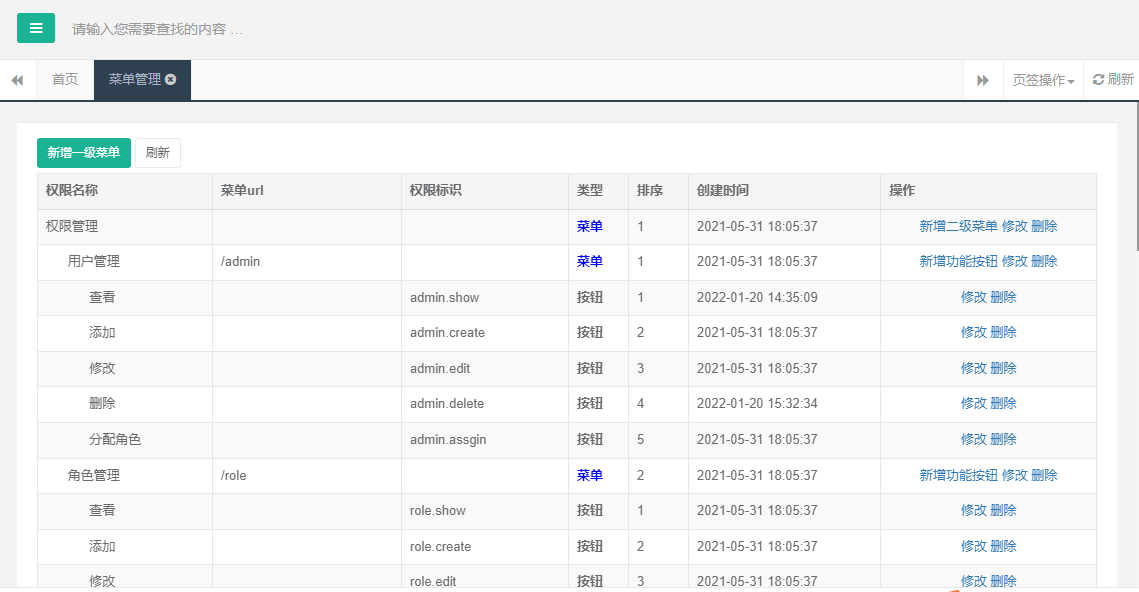 请输入您需要查找的内容 …
首页 菜单管理 页签操作 刷新
新增一级菜单 刷新
权限名称 菜单url 权限标识 类型 排序 创建时间 操作
权限管理 菜单 1 2021-05-31 18:05:37 新增二级菜单 修改 删除
用户管理 /admin 菜单 1 2021-05-31 18:05:37 新增功能按钮 修改 删除
查看 admin.show 按钮 1 2022-01-20 14:35:09 修改 删除
添加 admin.create 按钮 2 2021-05-31 18:05:37 修改 删除
修改 admin.edit 按钮 3 2021-05-31 18:05:37 修改 删除
删除 admin.delete 按钮 4 2022-01-20 15:32:34 修改 删除
分配角色 admin.assgin 按钮 5 2021-05-31 18:05:37 修改 删除
角色管理 /role 菜单 2 2021-05-31 18:05:37 新增功能按钮 修改 删除
查看 role.show 按钮 1 2021-05-31 18:05:37 修改 删除
添加 role.create 按钮 2 2021-05-31 18:05:37 修改 删除
修改 role.edit 按钮 3 2021-05-31 18:05:37 修改 删除